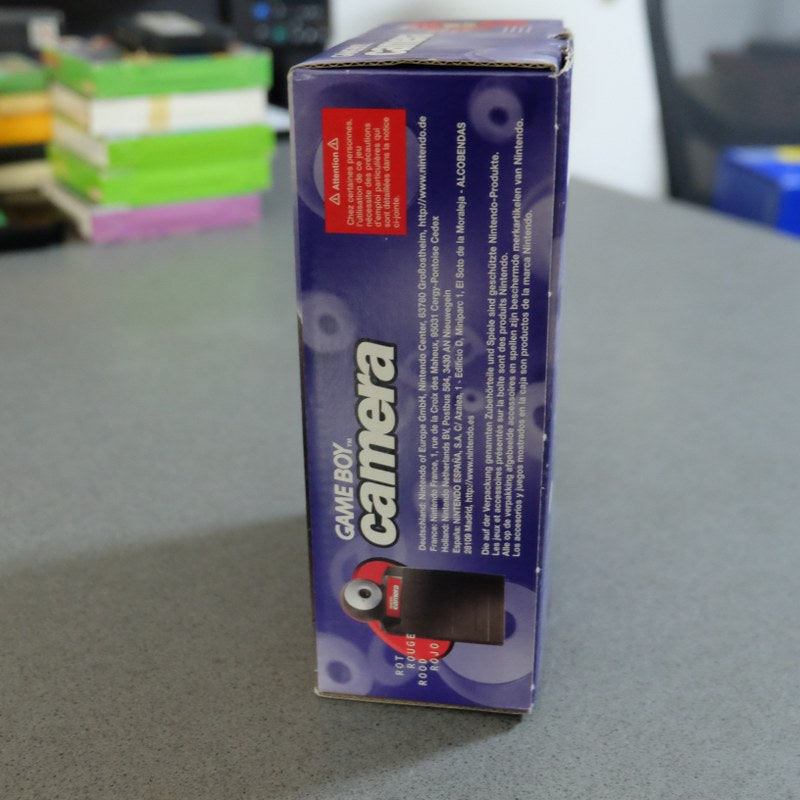 GAME BOY™
camera
⚠ Attention ⚠
Chez certaines personnes,
l'utilisation de ce jeu
nécessite des précautions
d'emploi particulières qui
sont détaillées dans la notice
ci-jointe.
Deutschland: Nintendo of Europe GmbH, Nintendo Center, 63760 Großostheim, http://www.nintendo.de
France: Nintendo France, 1, rue de la Croix des Maheux, 95031 Cergy-Pontoise Cedex
Holland: Nintendo Netherlands BV, Postbus 564, 3430 AN Nieuwegein
España: NINTENDO ESPAÑA, S.A. C/ Azalea, 1 - Edificio D, Miniparc 1, El Soto de la Moraleja - ALCOBENDAS
28109 Madrid, http://www.nintendo.es
Die auf der Verpackung genannten Zubehörteile und Spiele sind geschützte Nintendo-Produkte.
Les jeux et accessoires présentés sur la boîte sont des produits Nintendo.
Alle op de verpakking afgebeelde accessoires en spellen zijn beschermde merkartikelen van Nintendo.
Los accesorios y juegos mostrados en la caja son productos de la marca Nintendo.
camera
ROT
ROUGE
ROOD
ROJO
camera